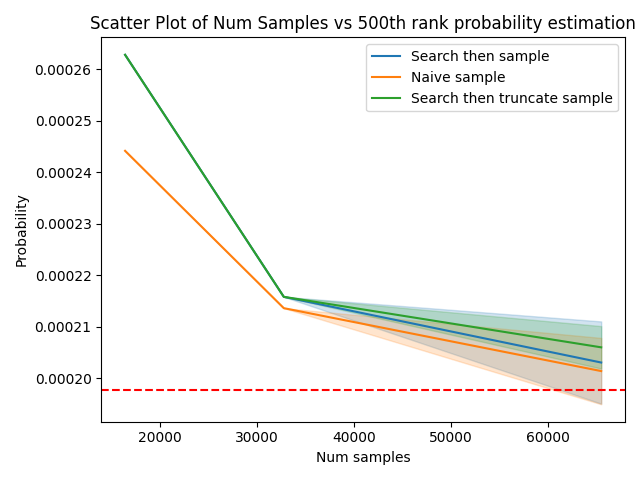 Scatter Plot of Num Samples vs 500th rank probability estimation
Search then sample
Naive sample
Search then truncate sample
Probability
0.00026
0.00025
0.00024
0.00023
0.00022
0.00021
0.00020
20000 30000 40000 50000 60000
Num samples